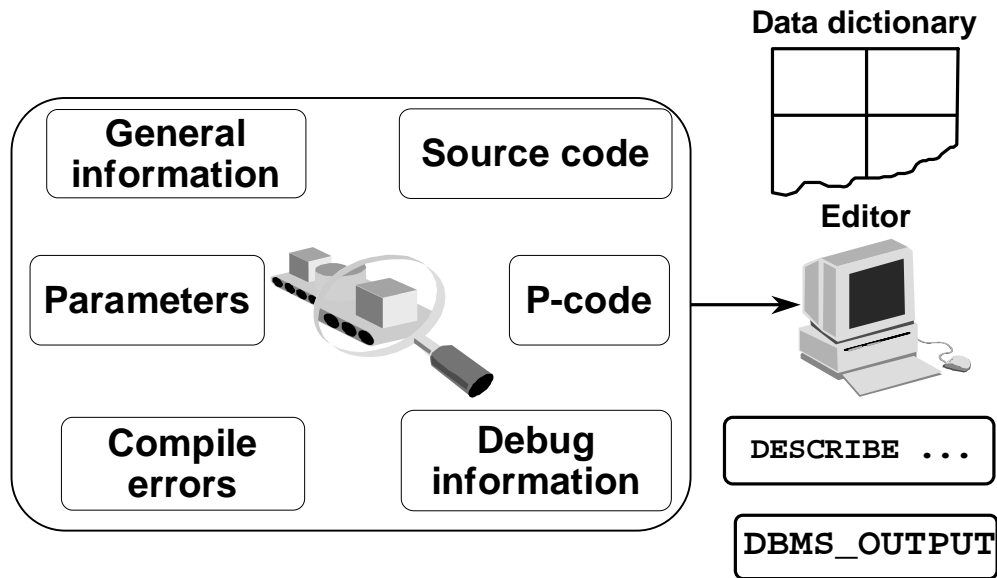 Data dictionary
General
information
Source code
Editor
Parameters
P-code
Compile
errors
Debug
information
DESCRIBE ...
DBMS_OUTPUT